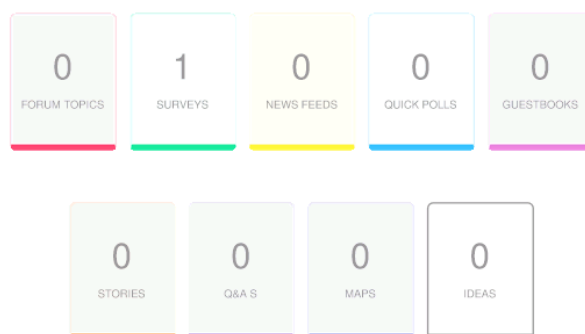 0 1 0 0 0
FORUM TOPICS SURVEYS NEWS FEEDS QUICK POLLS GUESTBOOKS
0 0 0 0
STORIES Q&A S MAPS IDEAS